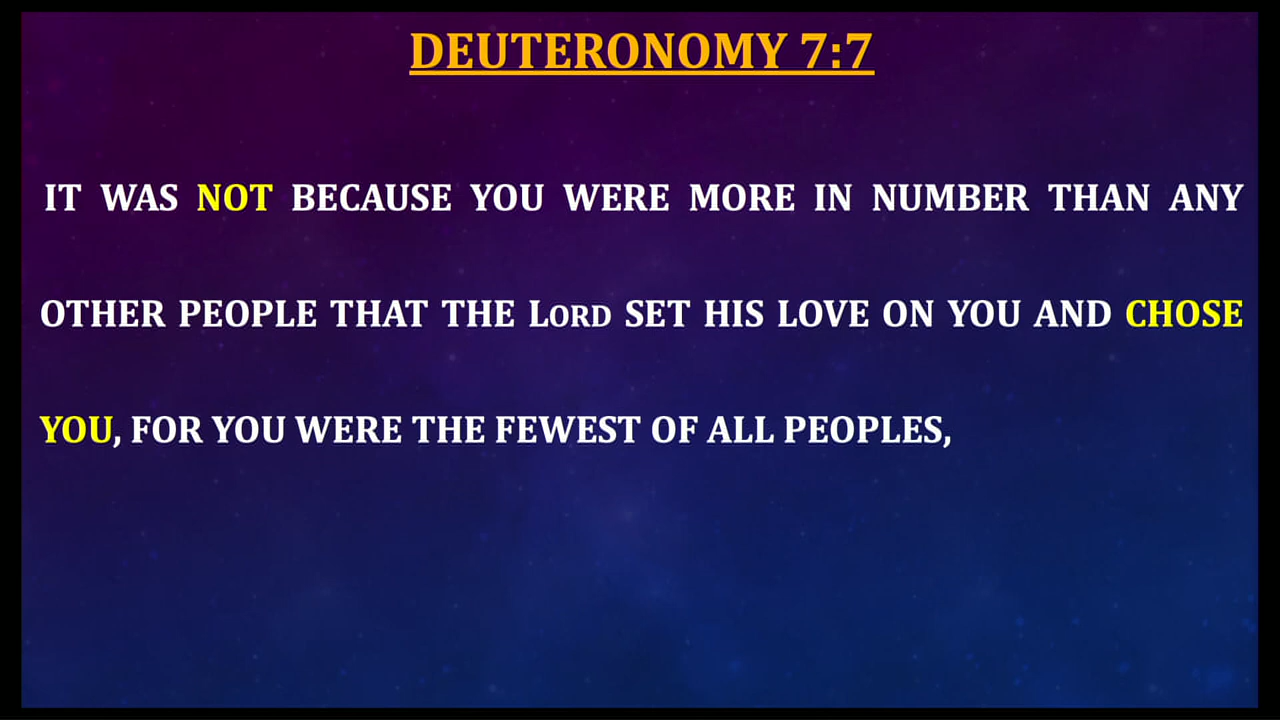 DEUTERONOMY 7:7
IT WAS NOT BECAUSE YOU WERE MORE IN NUMBER THAN ANY
OTHER PEOPLE THAT THE LORD SET HIS LOVE ON YOU AND CHOSE
YOU, FOR YOU WERE THE FEWEST OF ALL PEOPLES,